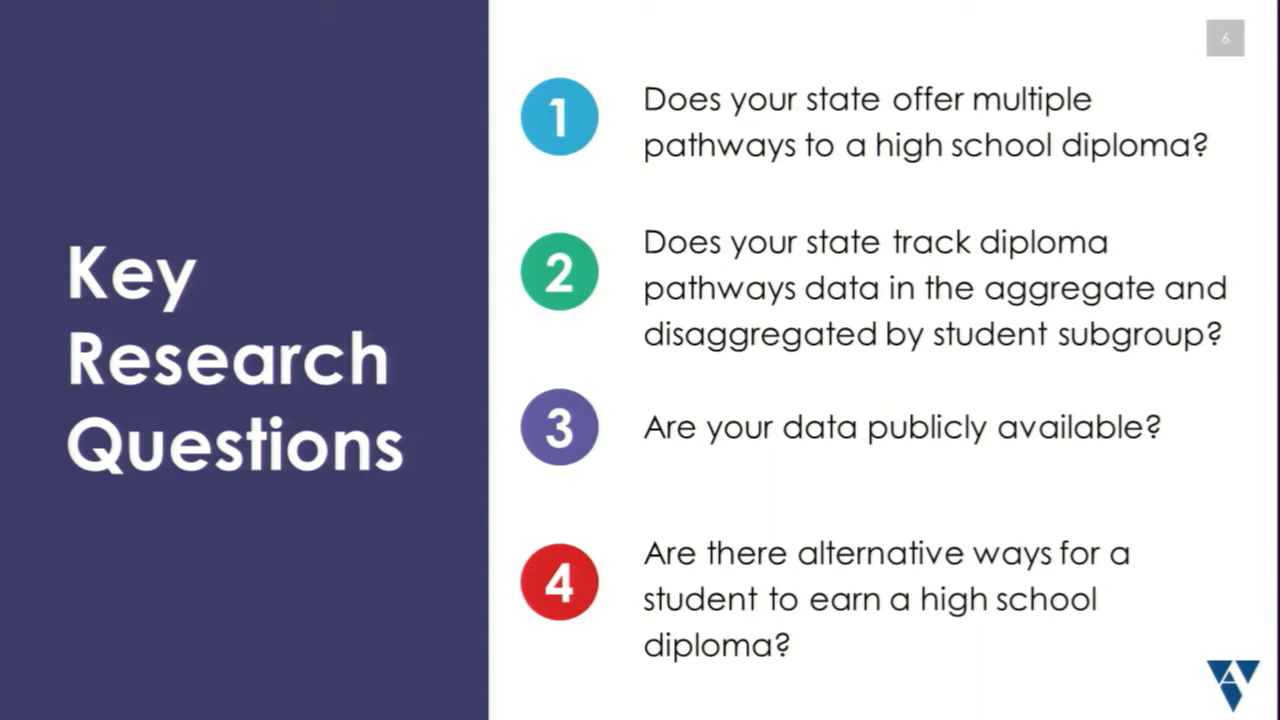 6
Key
Research
Questions
1
Does your state offer multiple
pathways to a high school diploma?
2
Does your state track diploma
pathways data in the aggregate and
disaggregated by student subgroup?
3
Are your data publicly available?
4
Are there alternative ways for a
student to earn a high school
diploma?
A